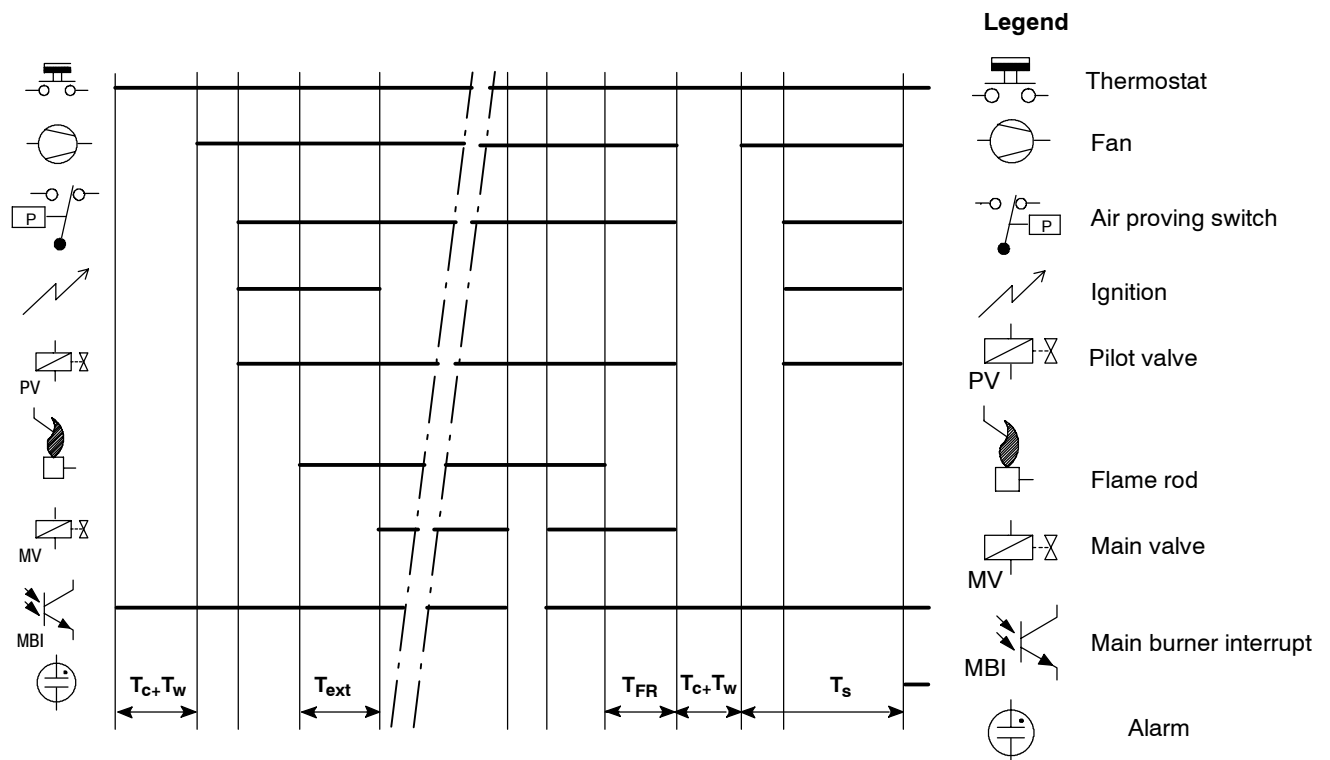 Legend
Thermostat
Fan
P
P
Air proving switch
Ignition
PV
PV
Pilot valve
Flame rod
MV
MV
Main valve
MBI
MBI
Main burner interrupt
Tc+Tw
Text
TFR
Tc+Tw
Ts
Alarm